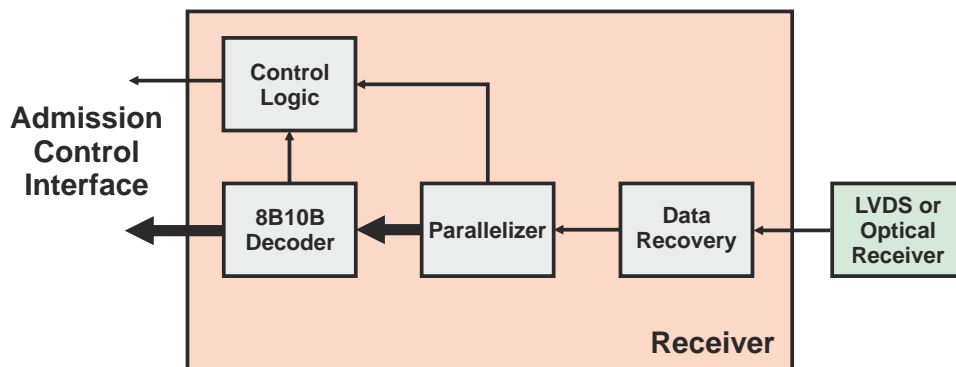 Control
Logic
Admission
Control
Interface
8B10B
Decoder
Parallelizer
Data
Recovery
LVDS or
Optical
Receiver
Receiver